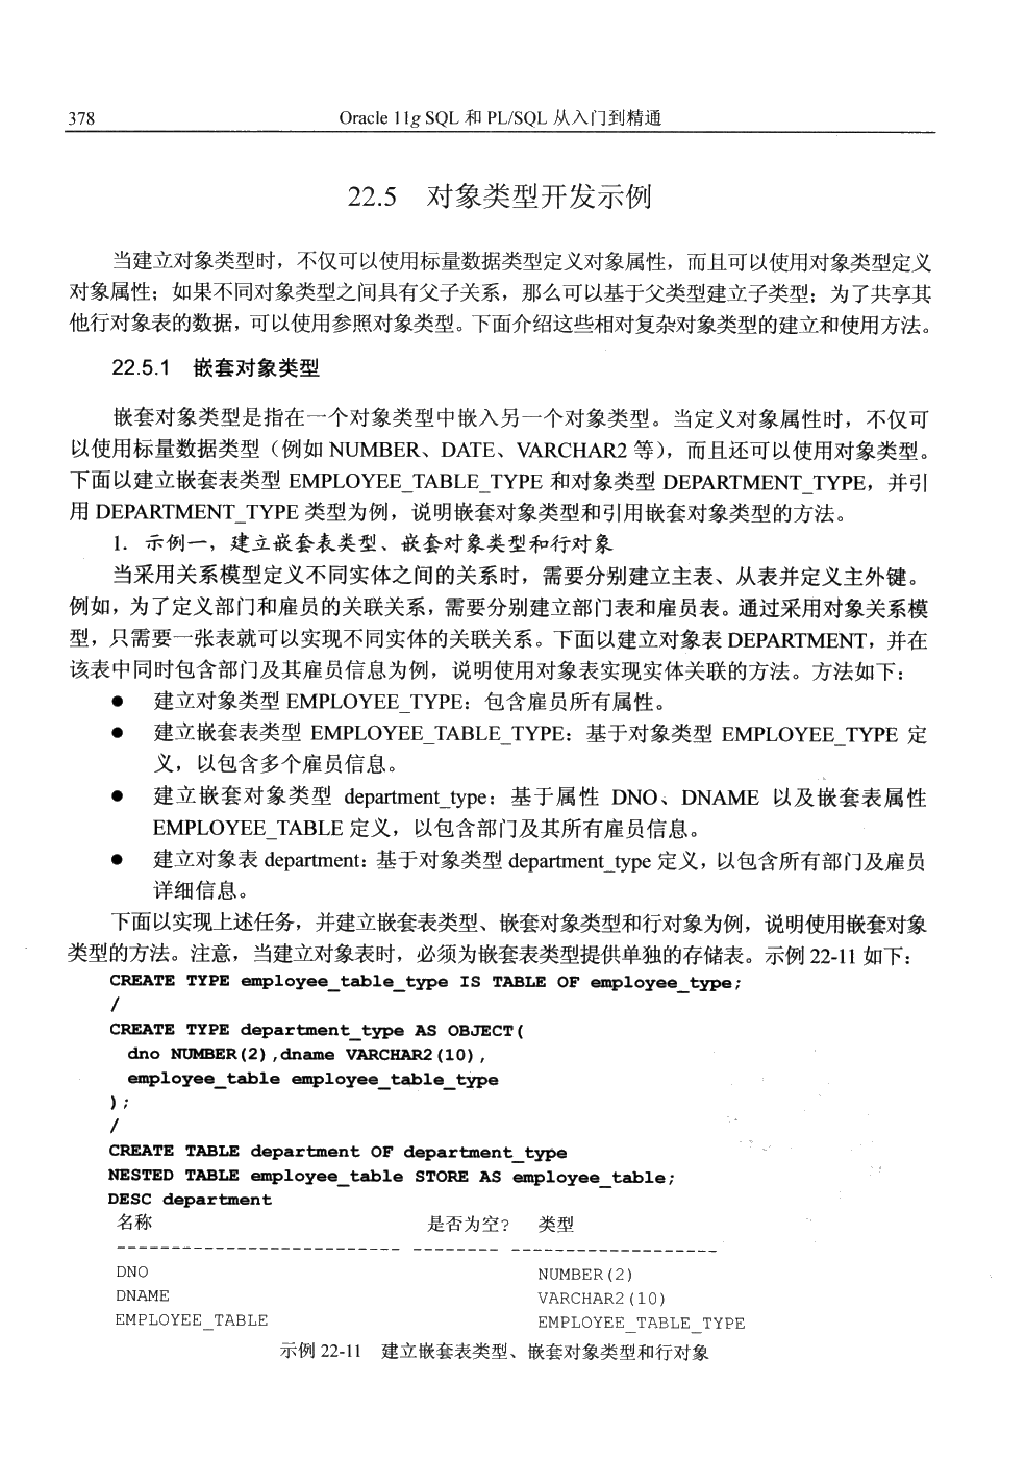 378
Oracle 11g SQL 和 PL/SQL 从入门到精通
22.5 对象类型开发示例
当建立对象类型时，不仅可以使用标量数据类型定义对象属性，而且可以使用对象类型定义
对象属性；如果不同对象类型之间具有父子关系，那么可以基于父类型建立子类型；为了共享其
他行对象表的数据，可以使用参照对象类型。下面介绍这些相对复杂对象类型的建立和使用方法。
22.5.1 嵌套对象类型
嵌套对象类型是指在一个对象类型中嵌入另一个对象类型。当定义对象属性时，不仅可
以使用标量数据类型（例如 NUMBER、DATE、VARCHAR2 等），而且还可以使用对象类型。
下面以建立嵌套表类型 EMPLOYEE_TABLE_TYPE 和对象类型 DEPARTMENT_TYPE，并引
用 DEPARTMENT_TYPE 类型为例，说明嵌套对象类型和引用嵌套对象类型的方法。
1. 示例一，建立嵌套表类型、嵌套对象类型和行对象
当采用关系模型定义不同实体之间的关系时，需要分别建立主表、从表并定义主外键。
例如，为了定义部门和雇员的关联关系，需要分别建立部门表和雇员表。通过采用对象关系模
型，只需要一张表就可以实现不同实体的关联关系。下面以建立对象表 DEPARTMENT，并在
该表中同时包含部门及其雇员信息为例，说明使用对象表实现实体关联的方法。方法如下：
● 建立对象类型 EMPLOYEE_TYPE：包含雇员所有属性。
● 建立嵌套表类型 EMPLOYEE_TABLE_TYPE：基于对象类型 EMPLOYEE_TYPE 定
义，以包含多个雇员信息。
● 建立嵌套对象类型 department_type：基于属性 DNO、DNAME 以及嵌套表属性
EMPLOYEE_TABLE 定义，以包含部门及其所有雇员信息。
● 建立对象表 department：基于对象类型 department_type 定义，以包含所有部门及雇员
详细信息。
下面以实现上述任务，并建立嵌套表类型、嵌套对象类型和行对象为例，说明使用嵌套对象
类型的方法。注意，当建立对象表时，必须为嵌套表类型提供单独的存储表。示例 22-11 如下：
CREATE TYPE employee_table_type IS TABLE OF employee_type;
/
CREATE TYPE department_type AS OBJECT(
dno NUMBER(2),dname VARCHAR2(10),
employee_table employee_table_type
);
/
CREATE TABLE department OF department_type
NESTED TABLE employee_table STORE AS employee_table;
DESC department
名称 是否为空? 类型
-------------------------- -------- -------------------
DNO NUMBER(2)
DNAME VARCHAR2(10)
EMPLOYEE_TABLE EMPLOYEE_TABLE_TYPE
示例 22-11 建立嵌套表类型、嵌套对象类型和行对象